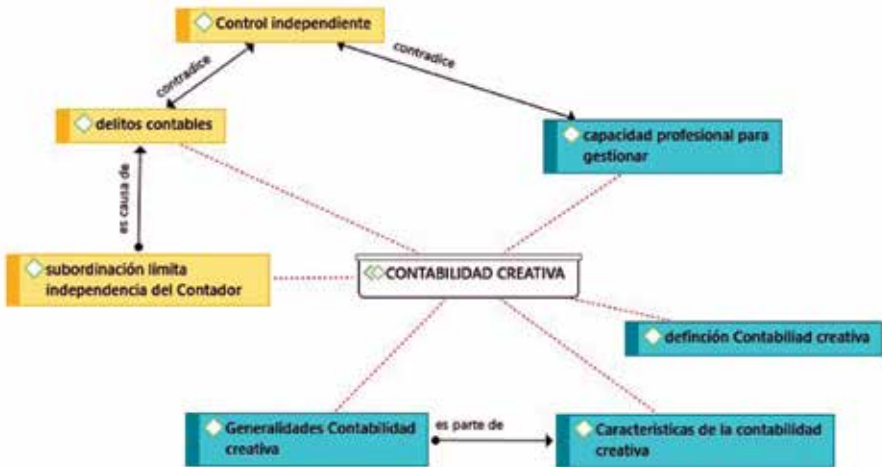 Control independiente
contradice
contradice
delitos contables
capacidad profesional para
gestionar
es causa de
subordinación limita
independencia del Contador
CONTABILIDAD CREATIVA
definción Contabiliad creativa
Generalidades Contabilidad
creativa
es parte de
Caracteristicas de la contabilidad
creativa